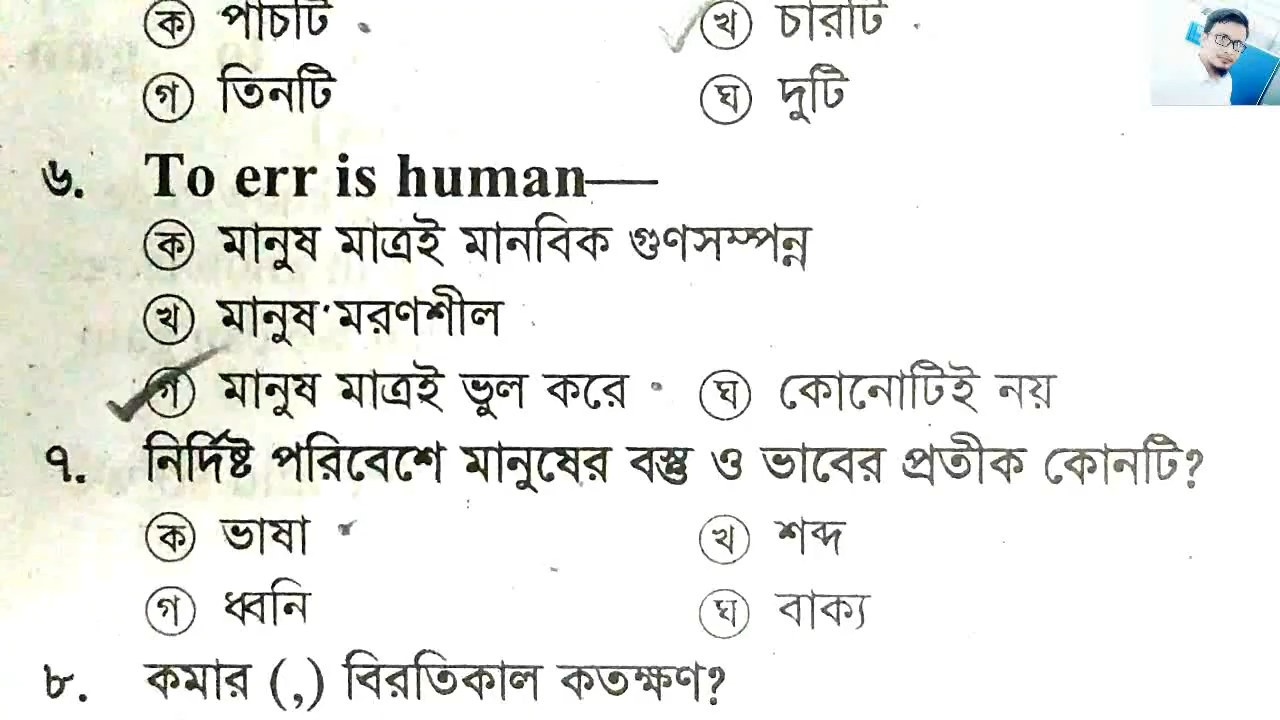 ক পাঁচটি খ চারটি
গ তিনটি ঘ দুটি
৬. To err is human—
ক মানুষ মাত্রই মানবিক গুণসম্পন্ন
খ মানুষ মরণশীল
গ মানুষ মাত্রই ভুল করে ঘ কোনোটিই নয়
৭. নির্দিষ্ট পরিবেশে মানুষের বস্তু ও ভাবের প্রতীক কোনটি?
ক ভাষা খ শব্দ
গ ধ্বনি ঘ বাক্য
৮. কমার (,) বিরতিকাল কতক্ষণ?